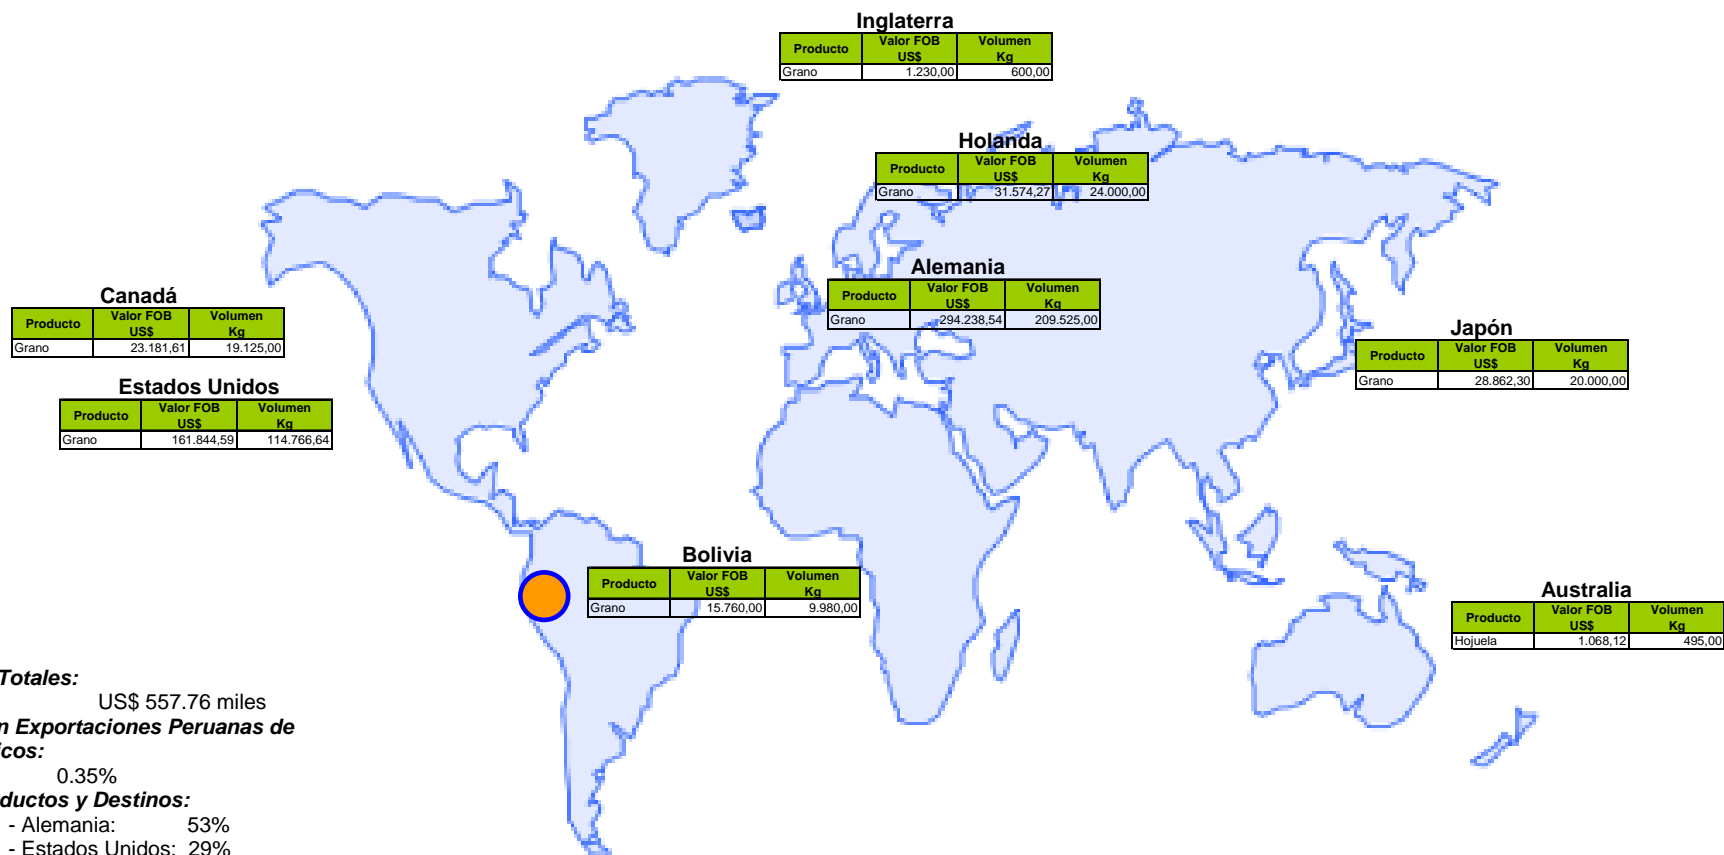 Inglaterra
Producto Valor FOB US$ Volumen Kg
Grano 1.230,00 600,00
Holanda
Producto Valor FOB US$ Volumen Kg
Grano 31.574,27 24.000,00
Alemania
Producto Valor FOB US$ Volumen Kg
Grano 294.238,54 209.525,00
Canadá
Producto Valor FOB US$ Volumen Kg
Grano 23.181,61 19.125,00
Japón
Producto Valor FOB US$ Volumen Kg
Grano 28.862,30 20.000,00
Estados Unidos
Producto Valor FOB US$ Volumen Kg
Grano 161.844,59 114.766,64
Bolivia
Producto Valor FOB US$ Volumen Kg
Grano 15.760,00 9.980,00
Australia
Producto Valor FOB US$ Volumen Kg
Hojuela 1.068,12 495,00
Totales:
US$ 557.76 miles
n Exportaciones Peruanas de
icos:
0.35%
ductos y Destinos:
- Alemania: 53%
- Estados Unidos: 29%